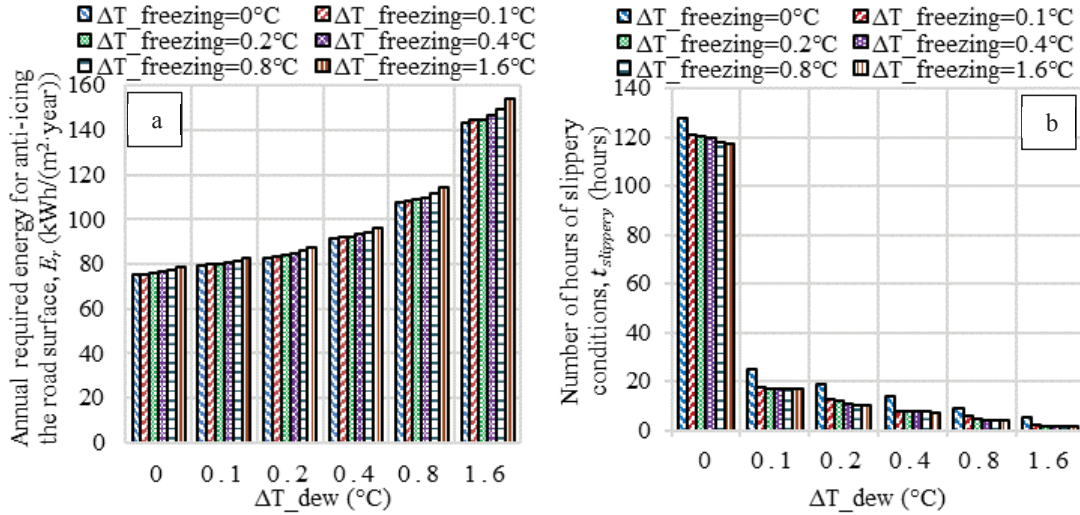 ΔT_freezing=0°C ΔT_freezing=0.1°C
ΔT_freezing=0.2°C ΔT_freezing=0.4°C
ΔT_freezing=0.8°C ΔT_freezing=1.6°C
a
Annual required energy for anti-icing
the road surface, Er (kWh/(m²·year)
160
140
120
100
80
60
40
20
0
0 0.1 0.2 0.4 0.8 1.6
ΔT_dew (°C)
ΔT_freezing=0°C ΔT_freezing=0.1°C
ΔT_freezing=0.2°C ΔT_freezing=0.4°C
ΔT_freezing=0.8°C ΔT_freezing=1.6°C
b
Number of hours of slippery
conditions, tslippery (hours)
140
120
100
80
60
40
20
0
0 0.1 0.2 0.4 0.8 1.6
ΔT_dew (°C)